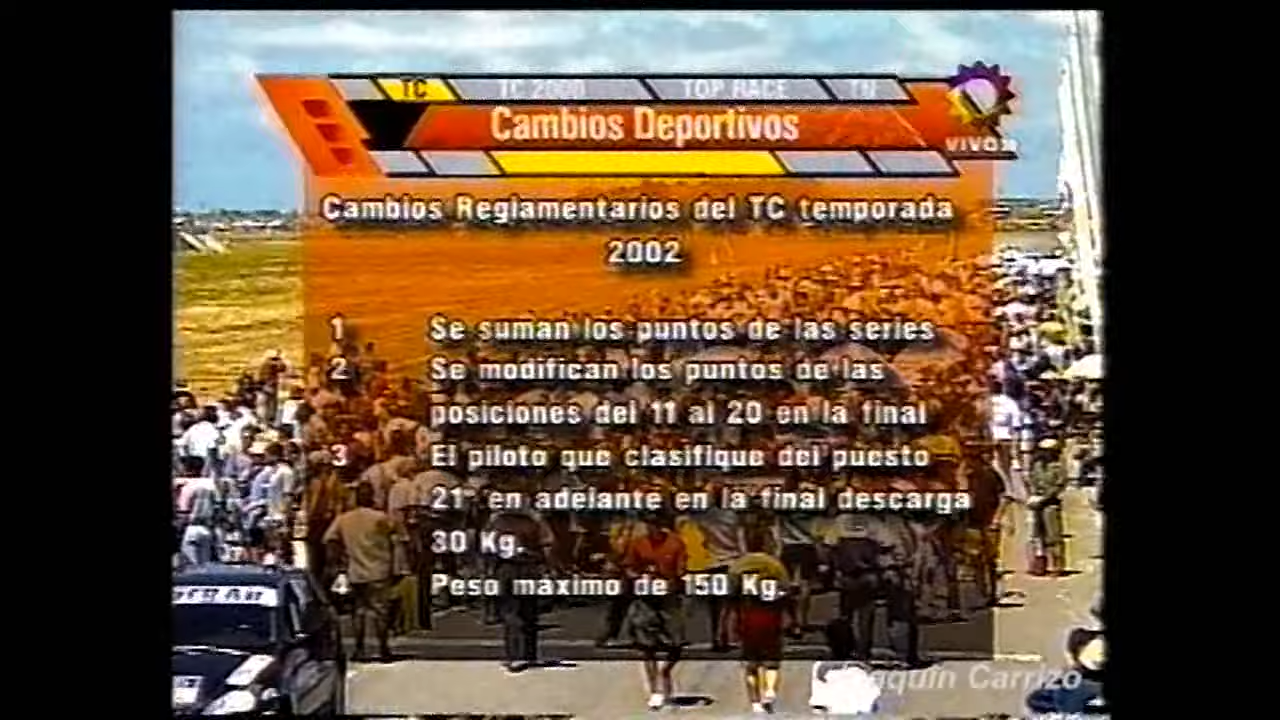 TC TC 2000 TOP RACE TN
Cambios Deportivos
VIVO
Cambios Reglamentarios del TC temporada
2002
1 Se suman los puntos de las series
2 Se modifican los puntos de las
posiciones del 11 al 20 en la final
3 El piloto que clasifique del puesto
21° en adelante en la final descarga
30 Kg.
4 Peso máximo de 150 Kg.
Carrizo